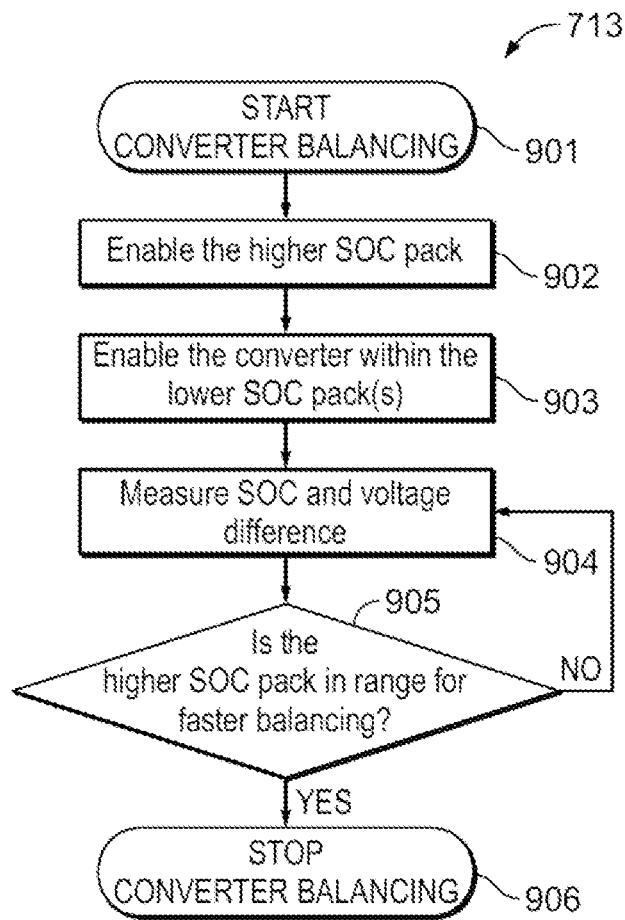 713
START
CONVERTER BALANCING
901
Enable the higher SOC pack
902
Enable the converter within the
lower SOC pack(s)
903
Measure SOC and voltage
difference
904
905
Is the
higher SOC pack in range for
faster balancing?
NO
YES
STOP
CONVERTER BALANCING
906